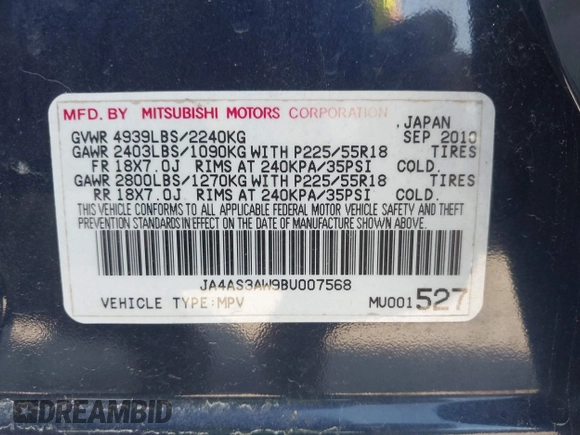 MFD. BY MITSUBISHI MOTORS CORPORATION
JAPAN
GVWR 4939LBS/2240KG SEP 2010
GAWR 2403LBS/1090KG WITH P225/55R18 TIRES
FR 18X7.0J RIMS AT 240KPA/35PSI COLD.
GAWR 2800LBS/1270KG WITH P225/55R18 TIRES
RR 18X7.0J RIMS AT 240KPA/35PSI COLD.
THIS VEHICLE CONFORMS TO ALL APPLICABLE FEDERAL MOTOR VEHICLE SAFETY AND THEFT
PREVENTION STANDARDS IN EFFECT ON THE DATE OF MANUFACTURE SHOWN ABOVE.
JA4AS3AW9BU007568
VEHICLE TYPE:MPV MU001527
DREAMBID